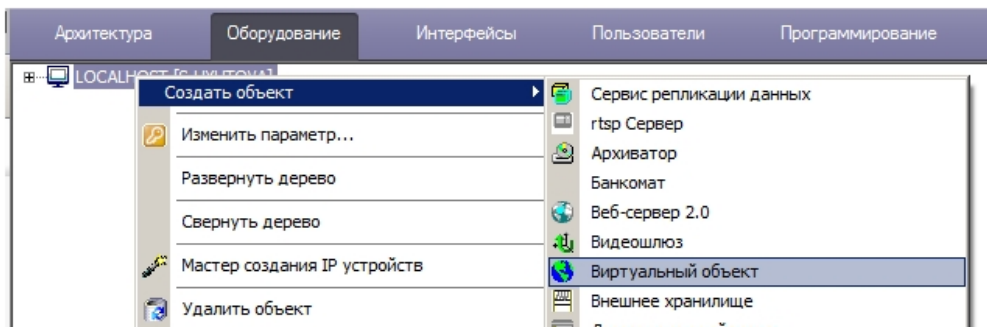 Архитектура Оборудование Интерфейсы Пользователи Программирование
LOCALHOST
Создать объект
Изменить параметр...
Развернуть дерево
Свернуть дерево
Мастер создания IP устройств
Удалить объект
Сервис репликации данных
rtsp Сервер
Архиватор
Банкомат
Веб-сервер 2.0
Видеошлюз
Виртуальный объект
Внешнее хранилище